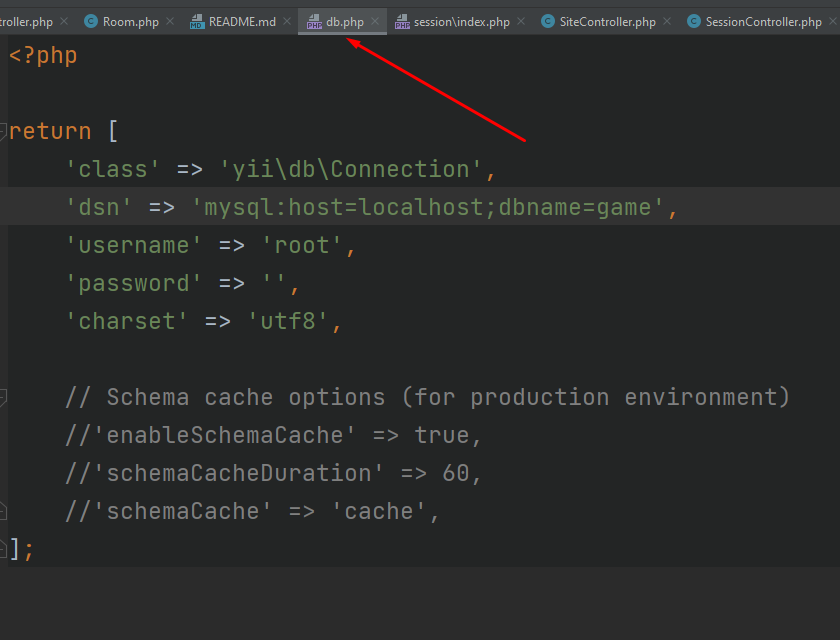 troller.php Room.php README.md db.php session\index.php SiteController.php SessionController.php
<?php
return [
'class' => 'yii\db\Connection',
'dsn' => 'mysql:host=localhost;dbname=game',
'username' => 'root',
'password' => '',
'charset' => 'utf8',
// Schema cache options (for production environment)
//'enableSchemaCache' => true,
//'schemaCacheDuration' => 60,
//'schemaCache' => 'cache',
];